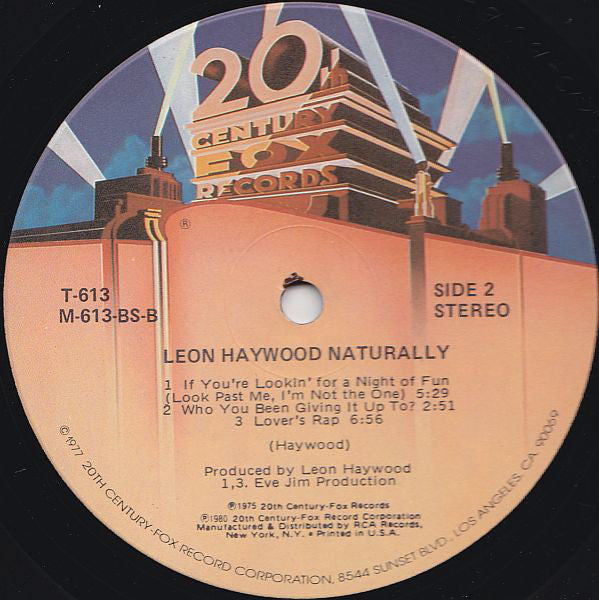 20th
CENTURY
FOX
RECORDS
®
T-613
M-613-BS-B
SIDE 2
STEREO
LEON HAYWOOD NATURALLY
1 If You're Lookin' for a Night of Fun
(Look Past Me, I'm Not the One) 5:29
2 Who You Been Giving It Up To? 2:51
3 Lover's Rap 6:56
(Haywood)
Produced by Leon Haywood
1,3. Eve Jim Production
℗1975 20th Century-Fox Records
℗1980 20th Century-Fox Record Corporation
Manufactured & Distributed by RCA Records,
New York, N.Y. • Printed in U.S.A.
©1977 20TH CENTURY-FOX RECORD CORPORATION, 8544 SUNSET BLVD., LOS ANGELES, CA 90069